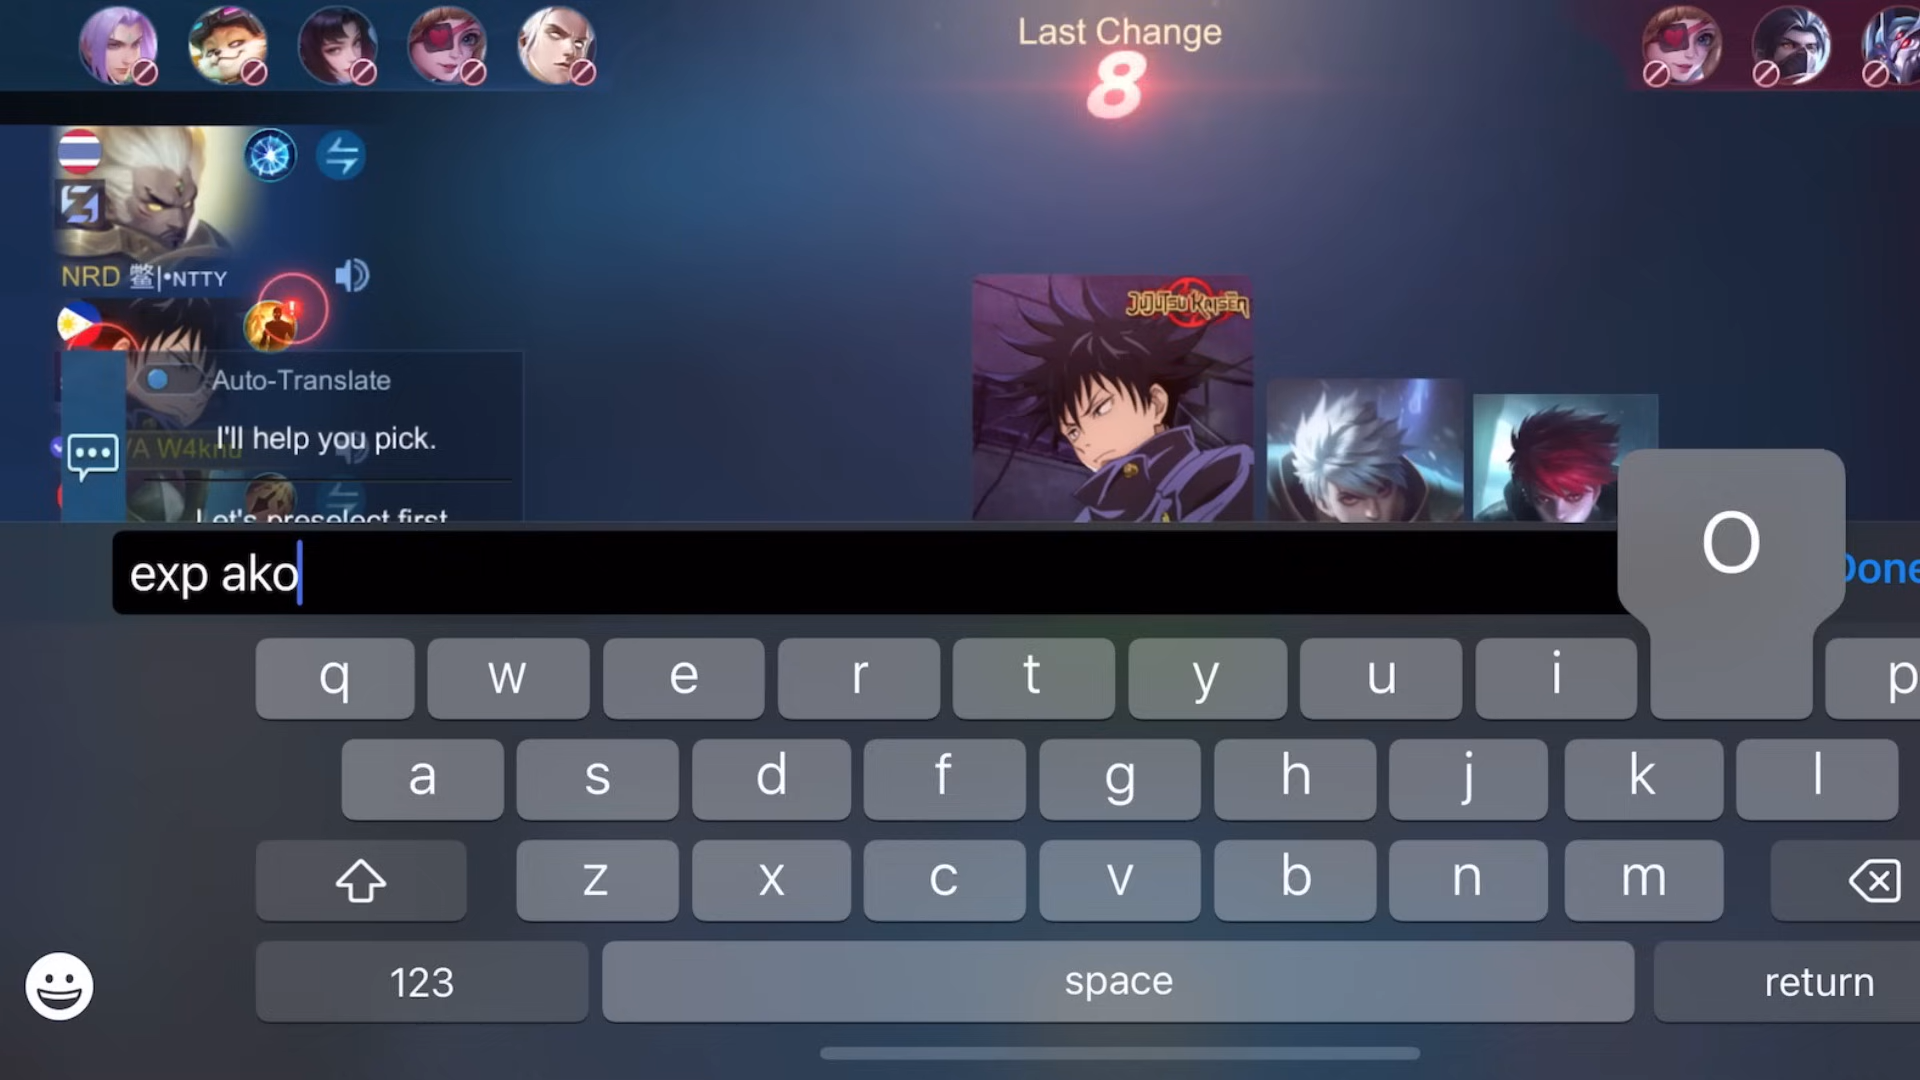 Last Change
8
NRD 鳖|•NTTY
Auto-Translate
I'll help you pick.
Let's preselect first
JUJUTSU KAISEN
exp ako
O
Done
q w e r t y u i p
a s d f g h j k l
z x c v b n m
123 space return